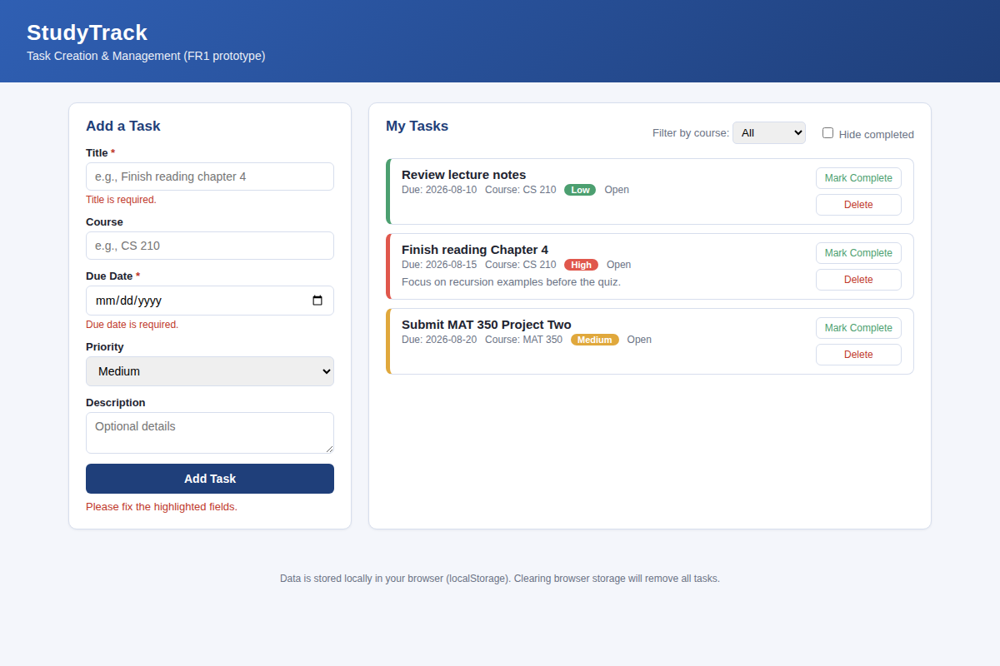 StudyTrack
Task Creation & Management (FR1 prototype)
Add a Task
Title *
e.g., Finish reading chapter 4
Title is required.
Course
e.g., CS 210
Due Date *
mm/dd/yyyy
Due date is required.
Priority
Medium
Description
Optional details
Add Task
Please fix the highlighted fields.
My Tasks
Filter by course: All Hide completed
Review lecture notes
Due: 2026-08-10 Course: CS 210 Low Open
Mark Complete
Delete
Finish reading Chapter 4
Due: 2026-08-15 Course: CS 210 High Open
Focus on recursion examples before the quiz.
Mark Complete
Delete
Submit MAT 350 Project Two
Due: 2026-08-20 Course: MAT 350 Medium Open
Mark Complete
Delete
Data is stored locally in your browser (localStorage). Clearing browser storage will remove all tasks.